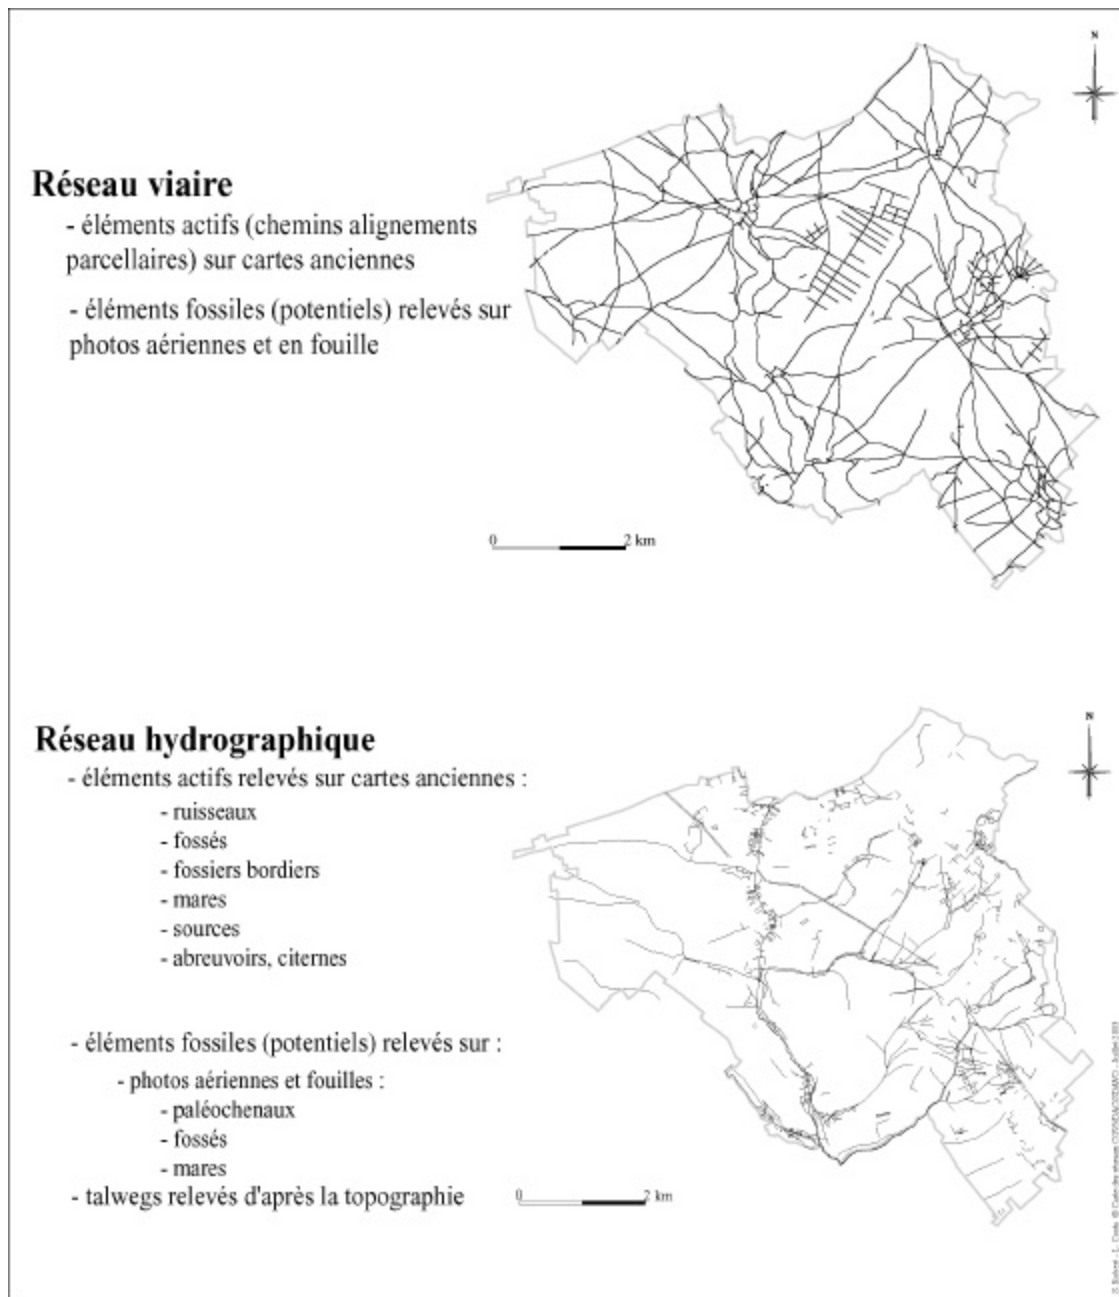 N
Réseau viaire
- éléments actifs (chemins alignements
parcellaires) sur cartes anciennes
- éléments fossiles (potentiels) relevés sur
photos aériennes et en fouille
0 2 km
Réseau hydrographique
N
- éléments actifs relevés sur cartes anciennes :
- ruisseaux
- fossés
- fossiers bordiers
- mares
- sources
- abreuvoirs, citernes
- éléments fossiles (potentiels) relevés sur :
- photos aériennes et fouilles :
- paléochenaux
- fossés
- mares
- talwegs relevés d'après la topographie
0 2 km